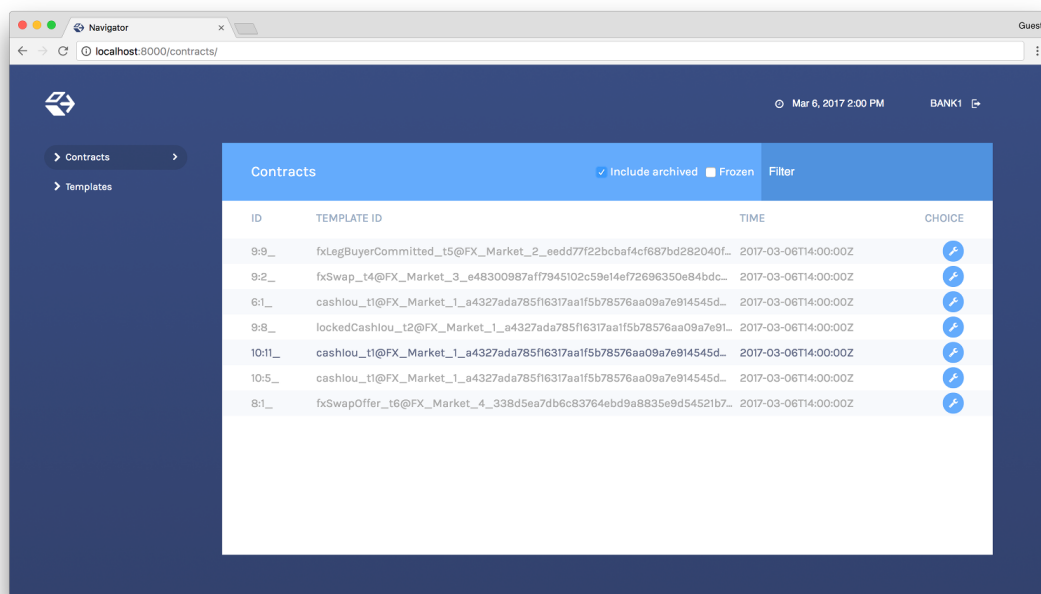 Navigator
Guest
localhost:8000/contracts/
Mar 6, 2017 2:00 PM BANK1
Contracts
Templates
Contracts Include archived Frozen Filter
ID TEMPLATE ID TIME CHOICE
9:9_ fxLegBuyerCommitted_t5@FX_Market_2_eedd77f22bcbaf4cf687bd282040f... 2017-03-06T14:00:00Z
9:2_ fxSwap_t4@FX_Market_3_e48300987aff7945102c59e14ef72696350e84bdc... 2017-03-06T14:00:00Z
6:1_ cashIou_t1@FX_Market_1_a4327ada785f16317aa1f5b78576aa09a7e914545d... 2017-03-06T14:00:00Z
9:8_ lockedCashIou_t2@FX_Market_1_a4327ada785f16317aa1f5b78576aa09a7e91... 2017-03-06T14:00:00Z
10:11_ cashIou_t1@FX_Market_1_a4327ada785f16317aa1f5b78576aa09a7e914545d... 2017-03-06T14:00:00Z
10:5_ cashIou_t1@FX_Market_1_a4327ada785f16317aa1f5b78576aa09a7e914545d... 2017-03-06T14:00:00Z
8:1_ fxSwapOffer_t6@FX_Market_4_338d5ea7db6c83764ebd9a8835e9d54521b7... 2017-03-06T14:00:00Z